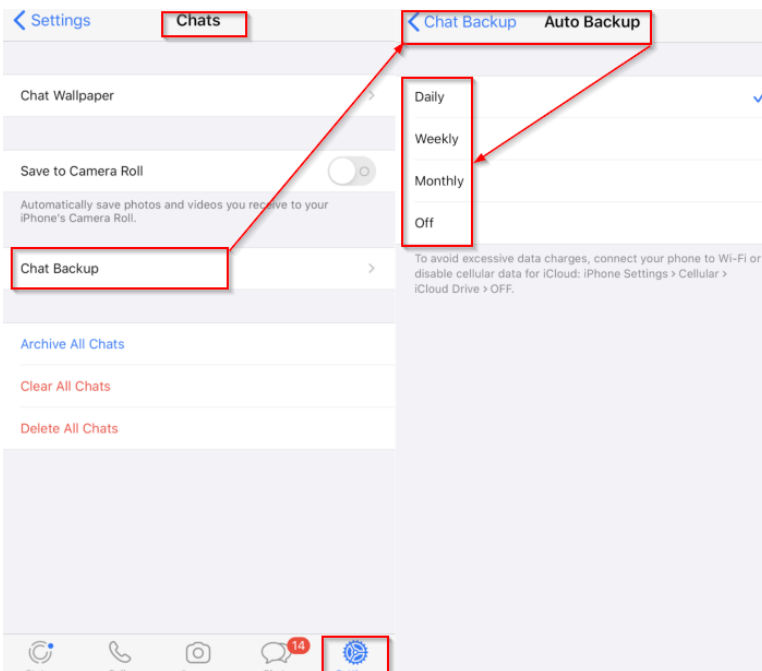 Settings
Chats
Chat Wallpaper
Save to Camera Roll
Automatically save photos and videos you receive to your
iPhone's Camera Roll.
Chat Backup
Archive All Chats
Clear All Chats
Delete All Chats
14
Chat Backup
Auto Backup
Daily
Weekly
Monthly
Off
To avoid excessive data charges, connect your phone to Wi-Fi or
disable cellular data for iCloud: iPhone Settings > Cellular >
iCloud Drive > OFF.